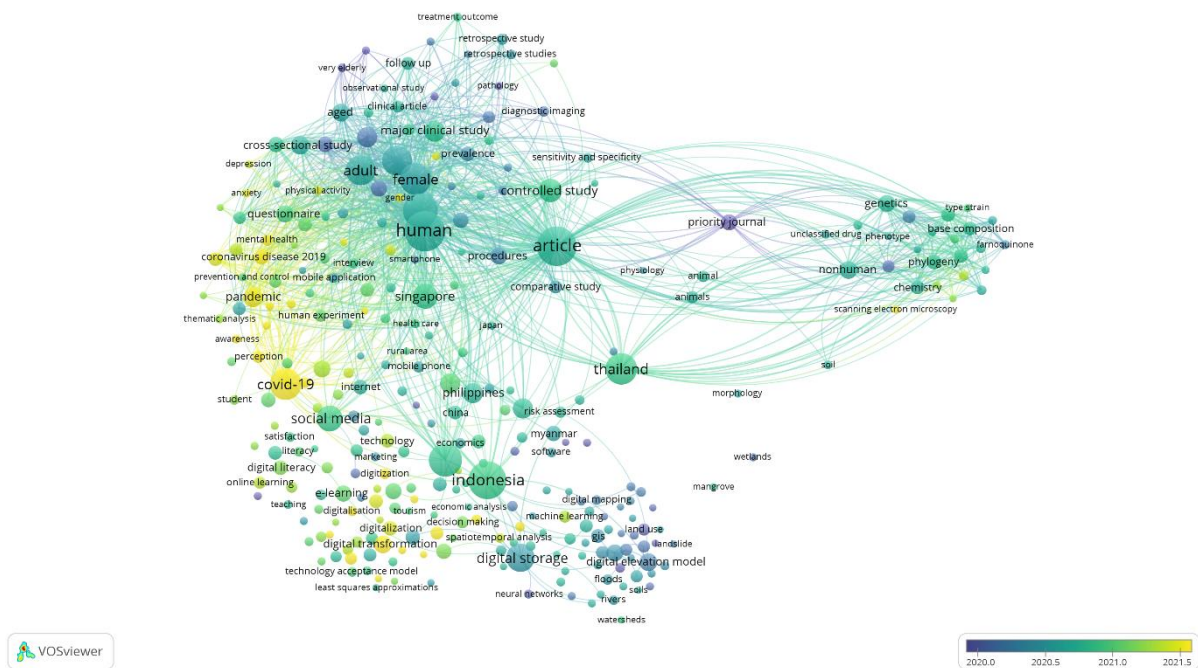 treatment outcome
retrospective study
retrospective studies
very elderly
follow up
observational study
pathology
clinical article
aged
diagnostic imaging
major clinical study
cross-sectional study
prevalence
sensitivity and specificity
depression
adult
female
anxiety
physical activity
gender
controlled study
genetics
type strain
questionnaire
priority journal
base composition
human
unclassified drug
phenotype
farnoquinone
mental health
article
coronavirus disease 2019
interview
smartphone
procedures
phylogeny
nonhuman
prevention and control
mobile application
physiology
animal
chemistry
comparative study
pandemic
singapore
animals
scanning electron microscopy
thematic analysis
human experiment
health care
japan
awareness
rural area
perception
mobile phone
thailand
soil
covid-19
internet
philippines
morphology
student
china
risk assessment
social media
satisfaction
technology
economics
myanmar
literacy
marketing
software
wetlands
digital literacy
digitization
online learning
indonesia
mangrove
e-learning
digital mapping
teaching
digitalisation
tourism
economic analysis
machine learning
decision making
land use
digitalization
spatiotemporal analysis
gis
landslide
digital transformation
digital storage
digital elevation model
technology acceptance model
floods
least squares approximations
soils
neural networks
rivers
watersheds
VOSviewer
2020.0 2020.5 2021.0 2021.5